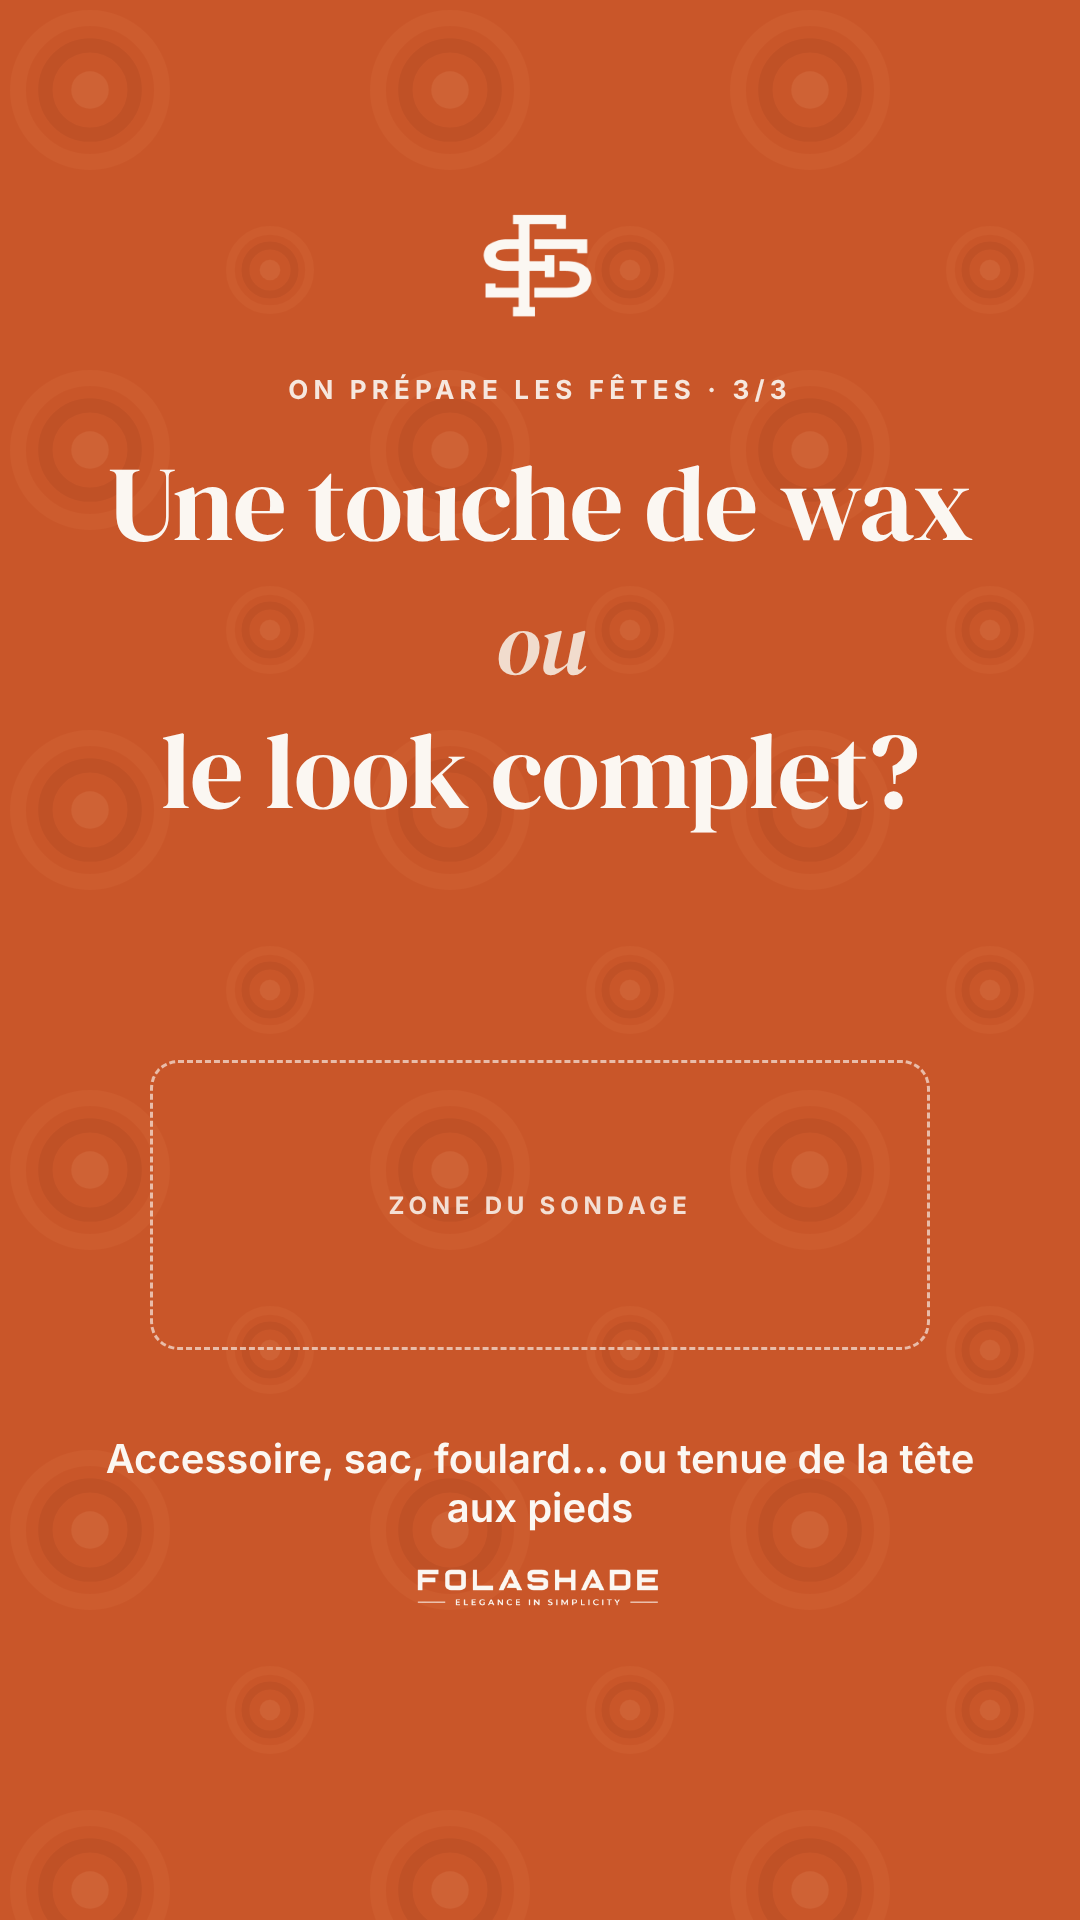 FS
ON PRÉPARE LES FÊTES · 3/3
Une touche de wax
ou
le look complet?
ZONE DU SONDAGE
Accessoire, sac, foulard... ou tenue de la tête
aux pieds
FOLASHADE
ELEGANCE IN SIMPLICITY